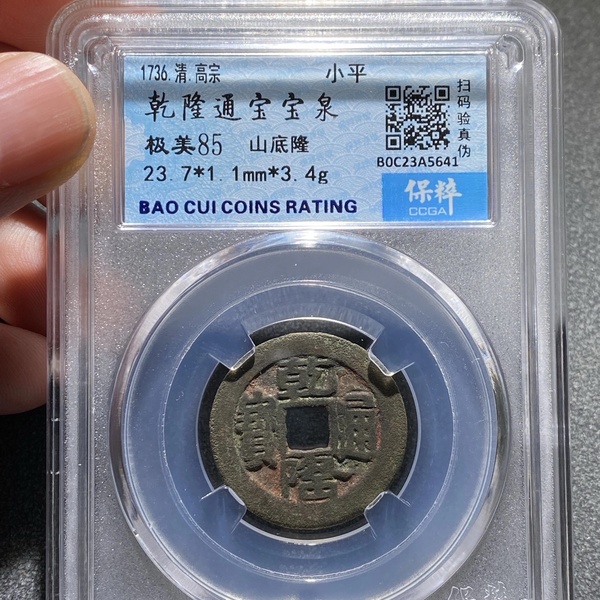 1736.清.高宗
小平
乾隆通宝宝泉
极美85 山底隆
23.7*1.1mm*3.4g
BAO CUI COINS RATING
扫码验真伪
B0C23A5641
保粹
CCGA
乾
隆
通
寶